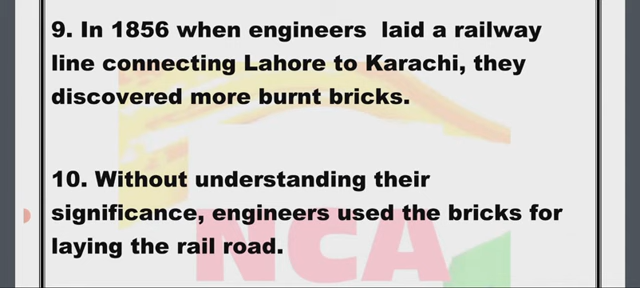 9. In 1856 when engineers laid a railway
line connecting Lahore to Karachi, they
discovered more burnt bricks.
10. Without understanding their
significance, engineers used the bricks for
laying the rail road.
NCA